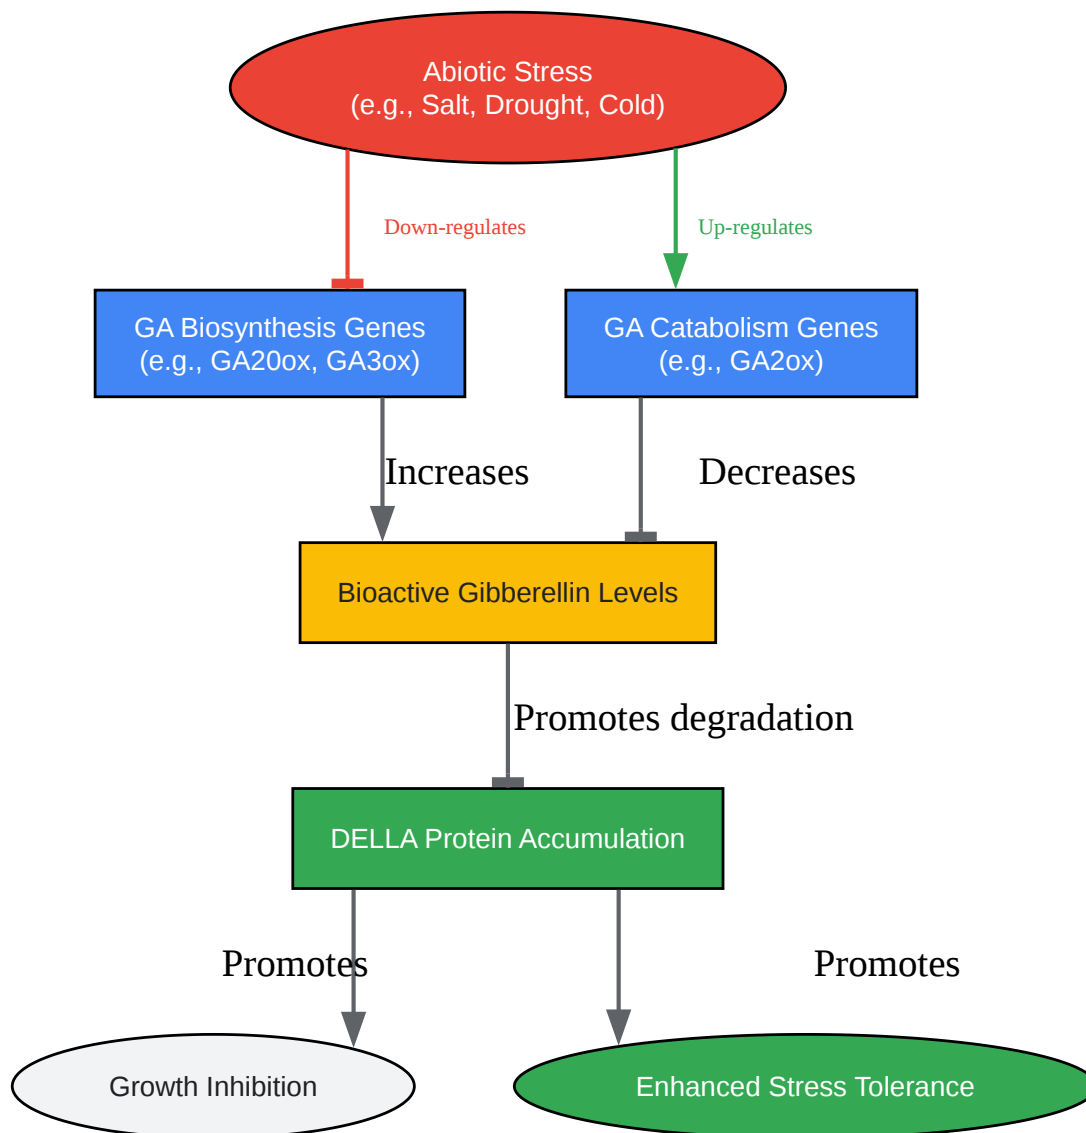 Abiotic Stress
(e.g., Salt, Drought, Cold)
Down-regulates
Up-regulates
GA Biosynthesis Genes
(e.g., GA20ox, GA3ox)
GA Catabolism Genes
(e.g., GA2ox)
Increases
Decreases
Bioactive Gibberellin Levels
Promotes degradation
DELLA Protein Accumulation
Promotes
Promotes
Growth Inhibition
Enhanced Stress Tolerance